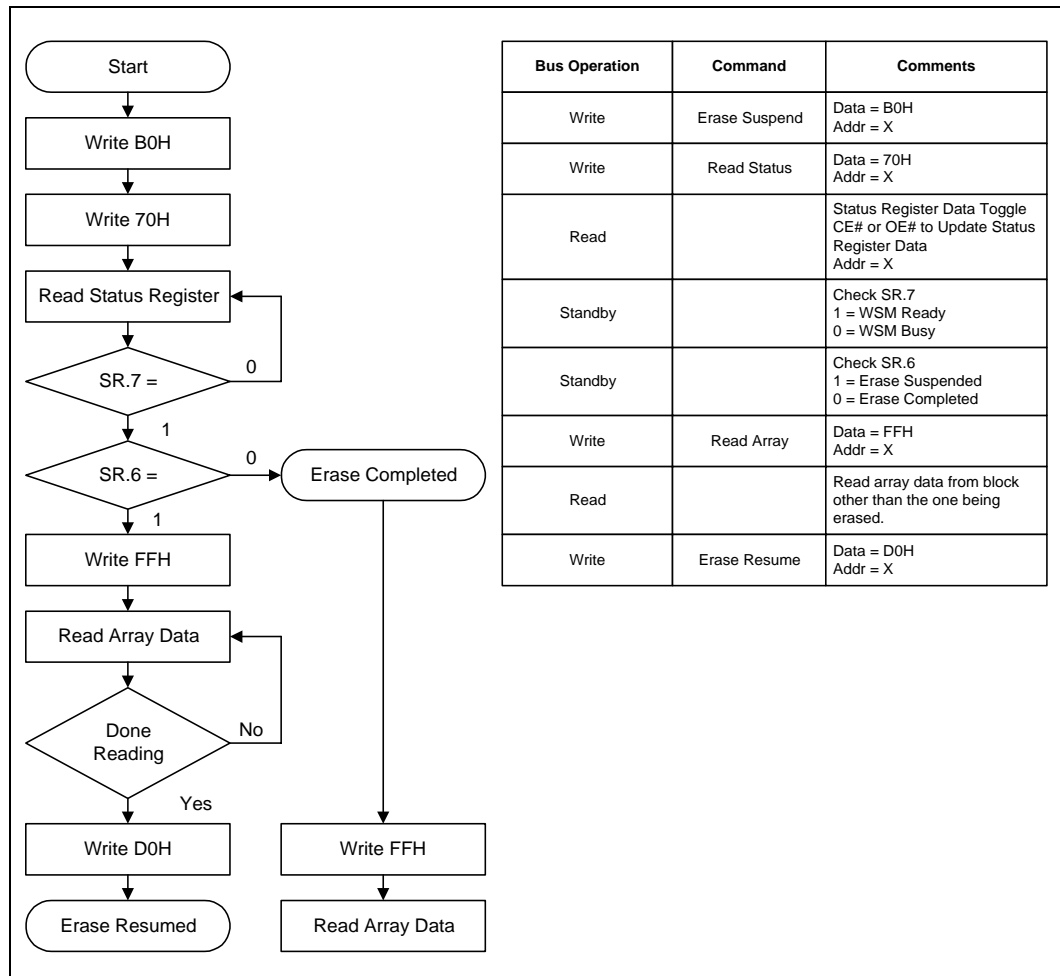 Start
Write B0H
Write 70H
Read Status Register
SR.7 =
0
1
SR.6 =
0
Erase Completed
1
Write FFH
Read Array Data
Done
Reading
No
Yes
Write D0H
Write FFH
Erase Resumed
Read Array Data
Bus Operation Command Comments
Write Erase Suspend Data = B0H
Addr = X
Write Read Status Data = 70H
Addr = X
Read Status Register Data Toggle
CE# or OE# to Update Status
Register Data
Addr = X
Standby Check SR.7
1 = WSM Ready
0 = WSM Busy
Standby Check SR.6
1 = Erase Suspended
0 = Erase Completed
Write Read Array Data = FFH
Addr = X
Read Read array data from block
other than the one being
erased.
Write Erase Resume Data = D0H
Addr = X